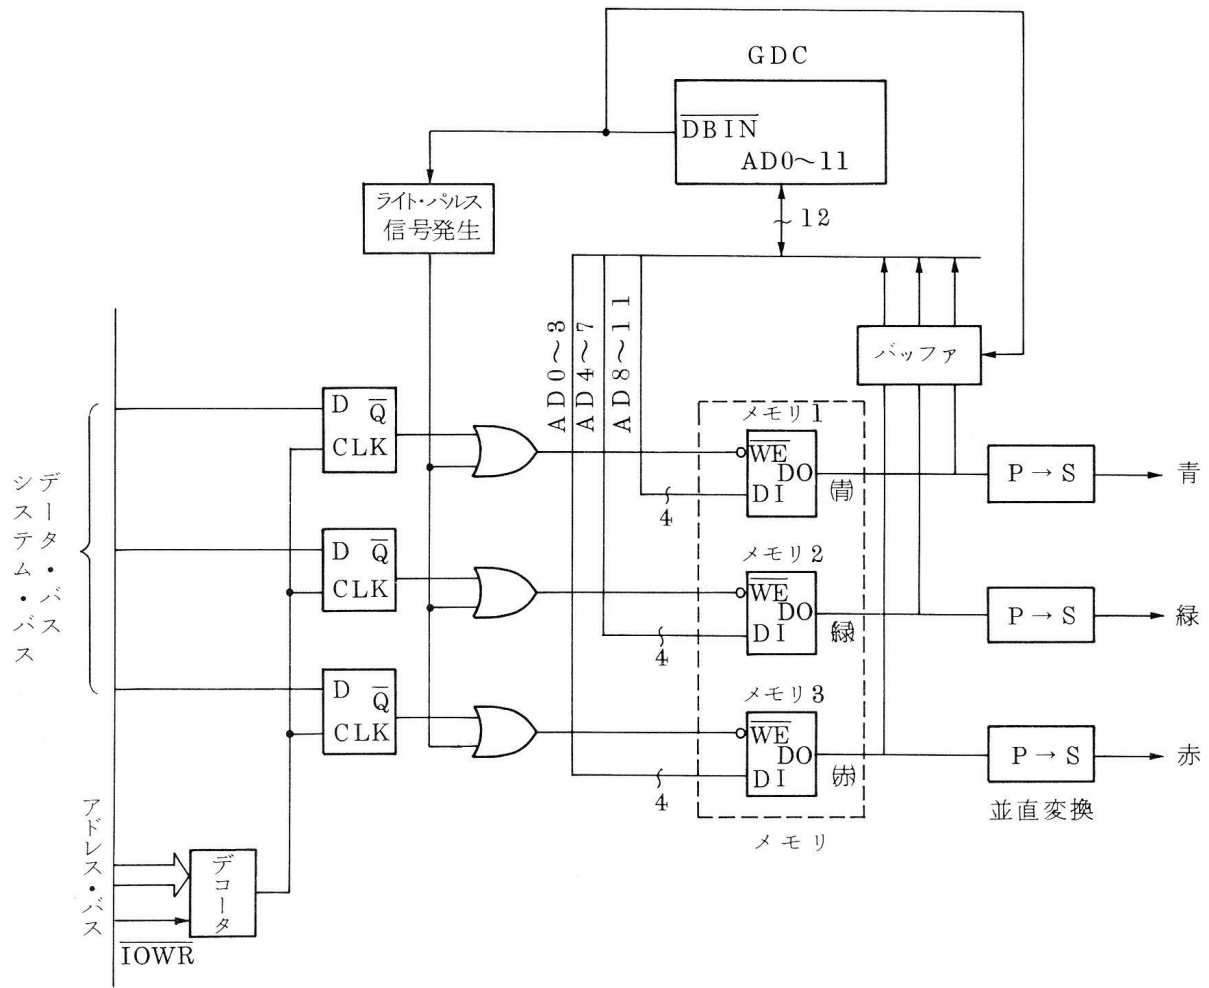 GDC
DBIN
AD0～11
ライト・パルス
信号発生
12
AD0～3
AD4～7
AD8～11
バッファ
D Q
CLK
メモリ1
WE
DO
DI
(青)
4
P→S
青
システム・バス
データ・バス
D Q
CLK
メモリ2
WE
DO
DI
(緑)
4
P→S
緑
D Q
CLK
メモリ3
WE
DO
DI
(赤)
4
P→S
赤
並直変換
メモリ
アドレス・バス
デコータ
IOWR